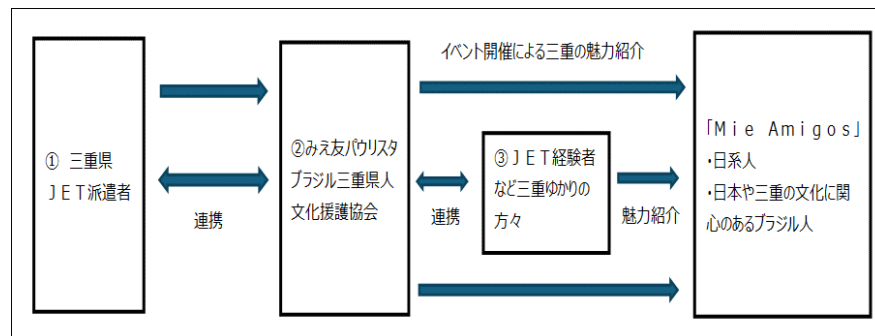 イベント開催による三重の魅力紹介
① 三重県
ＪＥＴ派遣者
連携
②みえ友パウリスタ
ブラジル三重県人
文化援護協会
連携
③ＪＥＴ経験者
など三重ゆかりの
方々
魅力紹介
「Ｍｉｅ Ａｍｉｇｏｓ」
・日系人
・日本や三重の文化に関
心のあるブラジル人